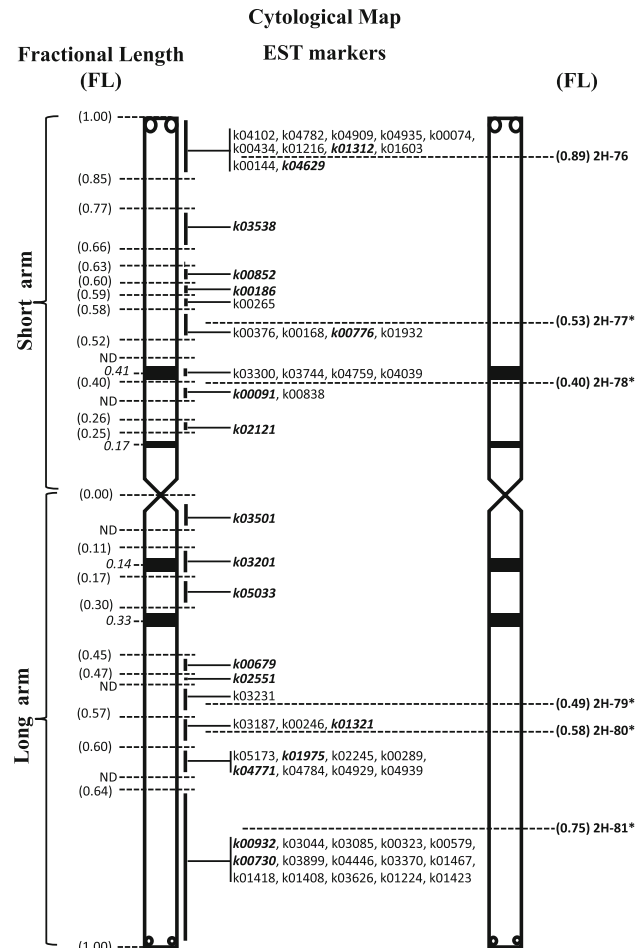 Cytological Map
Fractional Length
(FL)
EST markers
(FL)
Short arm
Long arm
(1.00)
(0.85)
(0.77)
(0.66)
(0.63)
(0.60)
(0.59)
(0.58)
(0.52)
ND
0.41
(0.40)
ND
(0.26)
(0.25)
0.17
(0.00)
ND
(0.11)
0.14
(0.17)
(0.30)
0.33
(0.45)
(0.47)
ND
(0.57)
(0.60)
ND
(0.64)
(1.00)
k04102, k04782, k04909, k04935, k00074,
k00434, k01216, k01312, k01603
k00144, k04629
k03538
k00852
k00186
k00265
k00376, k00168, k00776, k01932
k03300, k03744, k04759, k04039
k00091, k00838
k02121
k03501
k03201
k05033
k00679
k02551
k03231
k03187, k00246, k01321
k05173, k01975, k02245, k00289,
k04771, k04784, k04929, k04939
k00932, k03044, k03085, k00323, k00579,
k00730, k03899, k04446, k03370, k01467,
k01418, k01408, k03626, k01224, k01423
(0.89) 2H-76
(0.53) 2H-77*
(0.40) 2H-78*
(0.49) 2H-79*
(0.58) 2H-80*
(0.75) 2H-81*